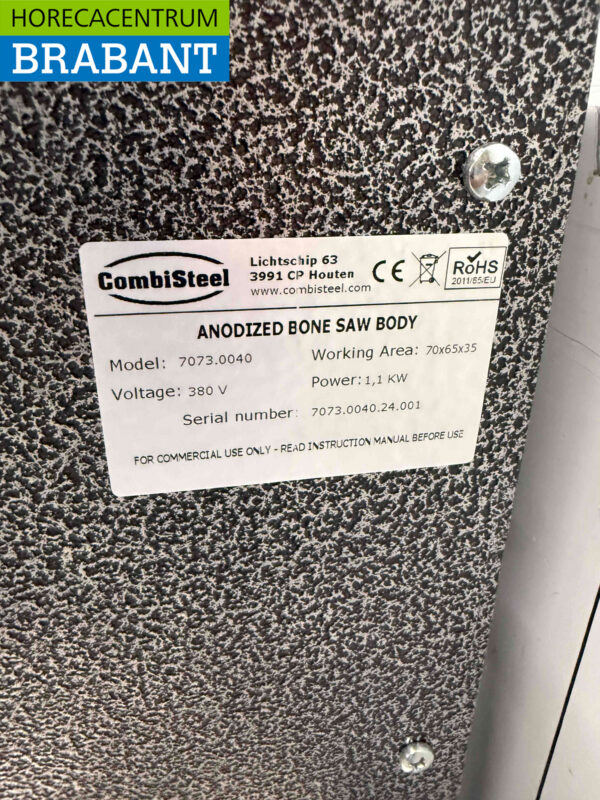 HORECACENTRUM
BRABANT
CombiSteel
Lichtschip 63
3991 CP Houten
www.combisteel.com
CE
RoHS
2011/65/EU
ANODIZED BONE SAW BODY
Model: 7073.0040
Working Area: 70x65x35
Voltage: 380 V
Power: 1,1 KW
Serial number: 7073.0040.24.001
FOR COMMERCIAL USE ONLY - READ INSTRUCTION MANUAL BEFORE USE